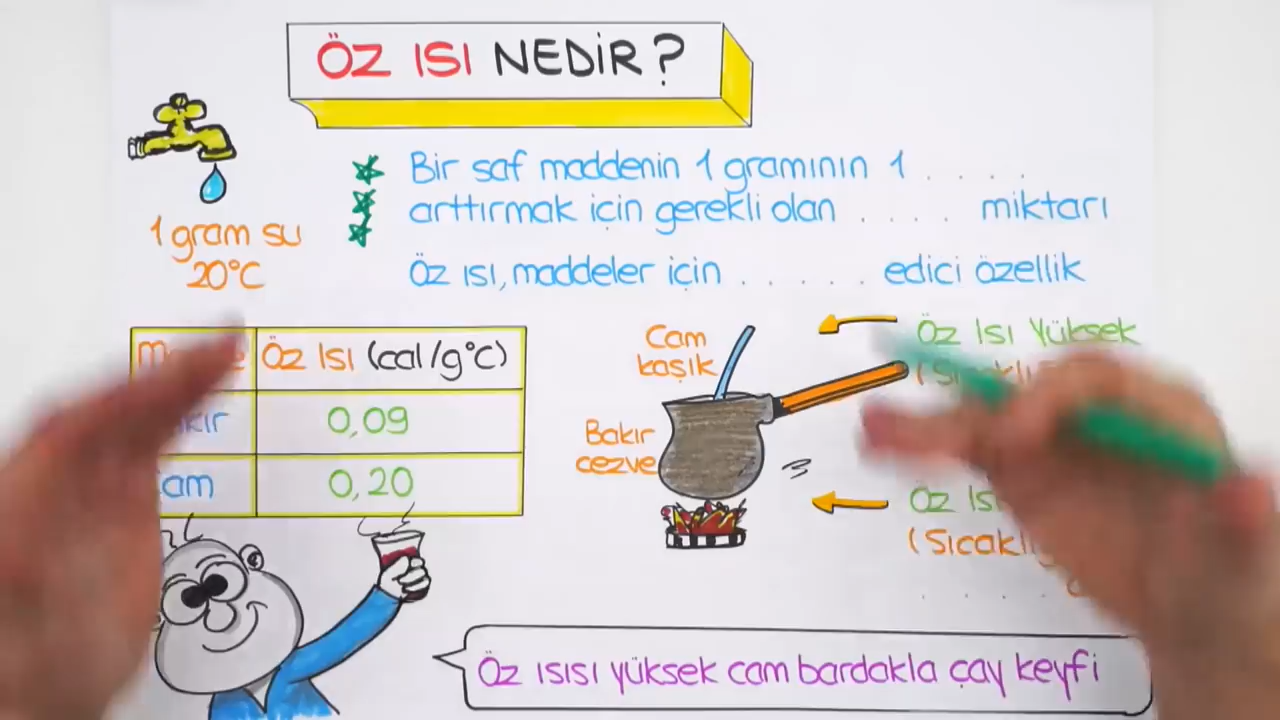 ÖZ ISI NEDİR?
Bir saf maddenin 1 gramının 1 . . . .
arttırmak için gerekli olan . . . . miktarı
Öz ısı, maddeler için . . . . . edici özellik
1 gram su
20°C
Öz Isı (cal/g°C)
0,09
0,20
Cam
kaşık
Bakır
cezve
Öz Isı Yüksek
Öz Isı
Öz ısısı yüksek cam bardakla çay keyfi